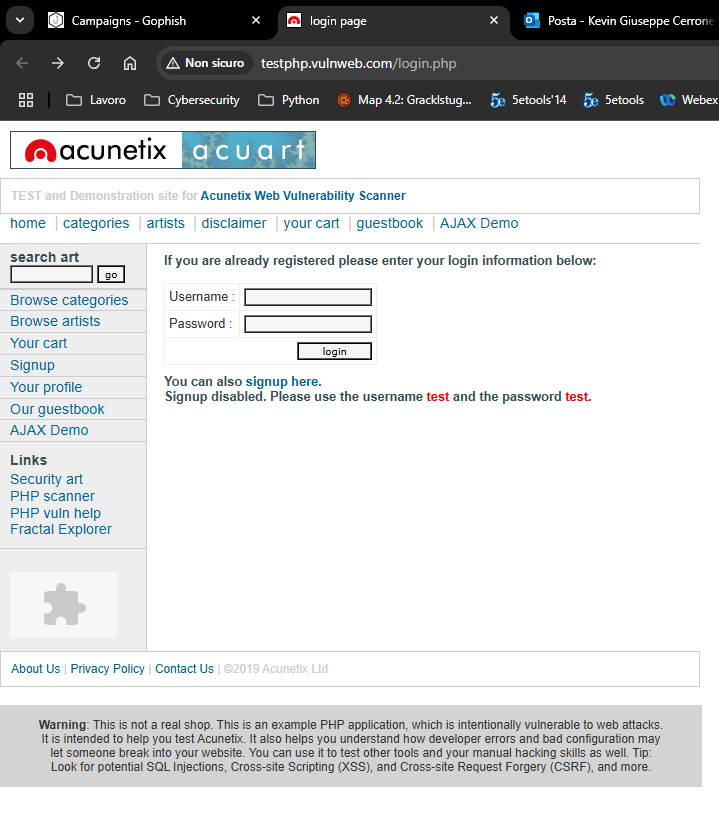 Campaigns - Gophish
login page
Posta - Kevin Giuseppe Cerrone
Non sicuro testphp.vulnweb.com/login.php
Lavoro Cybersecurity Python Map 4.2: Gracklstug... 5etools'14 5etools Webex
acunetix acuart
TEST and Demonstration site for Acunetix Web Vulnerability Scanner
home | categories | artists | disclaimer | your cart | guestbook | AJAX Demo
search art
go
Browse categories
Browse artists
Your cart
Signup
Your profile
Our guestbook
AJAX Demo
Links
Security art
PHP scanner
PHP vuln help
Fractal Explorer
If you are already registered please enter your login information below:
Username :
Password :
login
You can also signup here.
Signup disabled. Please use the username test and the password test.
About Us | Privacy Policy | Contact Us | ©2019 Acunetix Ltd
Warning: This is not a real shop. This is an example PHP application, which is intentionally vulnerable to web attacks.
It is intended to help you test Acunetix. It also helps you understand how developer errors and bad configuration may
let someone break into your website. You can use it to test other tools and your manual hacking skills as well. Tip:
Look for potential SQL Injections, Cross-site Scripting (XSS), and Cross-site Request Forgery (CSRF), and more.